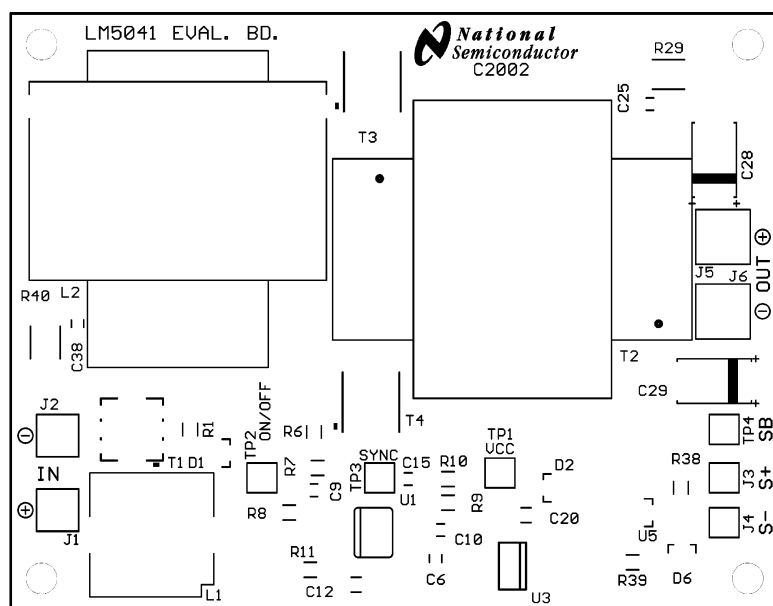 LM5041 EVAL. BD.
National
Semiconductor
C2002
R29
C25
T3
C28
+
+
J5
J6
OUT
R40
L2
C38
T2
C29
+
+
J2
R1
TP2
ON/OFF
R6
T4
TP4
SB
IN
T1
D1
R7
SYNC
TP3
C15
R10
TP1
VCC
D2
R38
J3
S+
J1
R8
C9
U1
R9
C20
J4
S-
U5
R11
C10
C6
C12
L1
U3
R39
D6